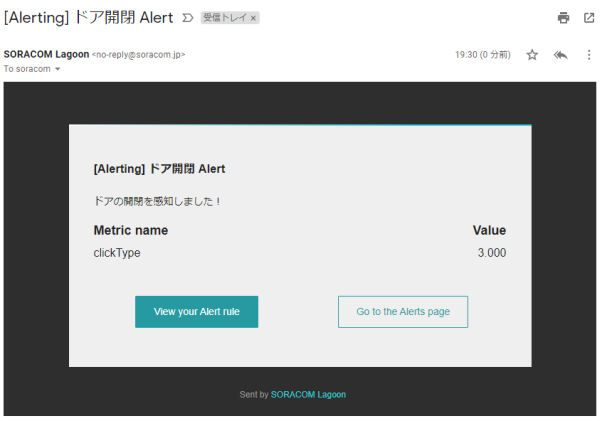 [Alerting] ドア開閉 Alert 受信トレイ ×
SORACOM Lagoon <no-reply@soracom.jp> 19:30 (0 分前)
To soracom
[Alerting] ドア開閉 Alert
ドアの開閉を感知しました！
Metric name Value
clickType 3.000
View your Alert rule Go to the Alerts page
Sent by SORACOM Lagoon